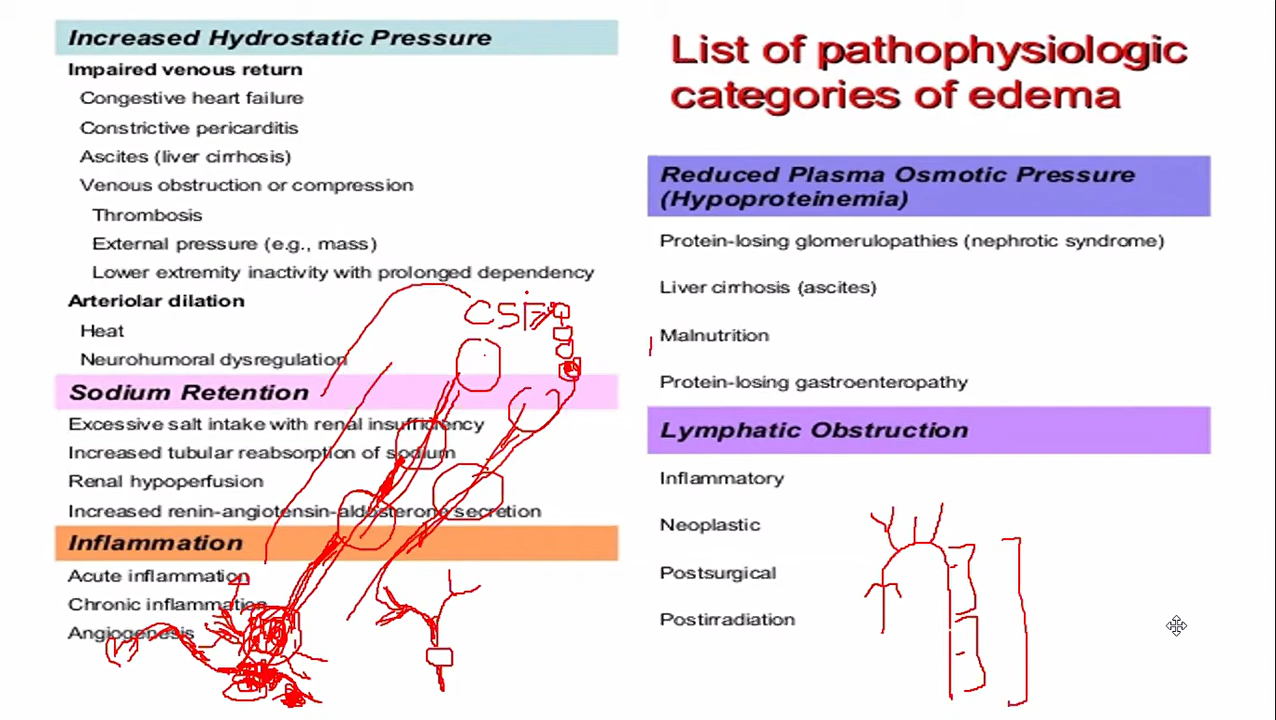 Increased Hydrostatic Pressure
Impaired venous return
Congestive heart failure
Constrictive pericarditis
Ascites (liver cirrhosis)
Venous obstruction or compression
Thrombosis
External pressure (e.g., mass)
Lower extremity inactivity with prolonged dependency
Arteriolar dilation
Heat
Neurohumoral dysregulation
Sodium Retention
Excessive salt intake with renal insufficiency
Increased tubular reabsorption of sodium
Renal hypoperfusion
Increased renin-angiotensin-aldosterone secretion
Inflammation
Acute inflammation
Chronic inflammation
Angiogenesis
CSF
List of pathophysiologic
categories of edema
Reduced Plasma Osmotic Pressure
(Hypoproteinemia)
Protein-losing glomerulopathies (nephrotic syndrome)
Liver cirrhosis (ascites)
Malnutrition
Protein-losing gastroenteropathy
Lymphatic Obstruction
Inflammatory
Neoplastic
Postsurgical
Postirradiation